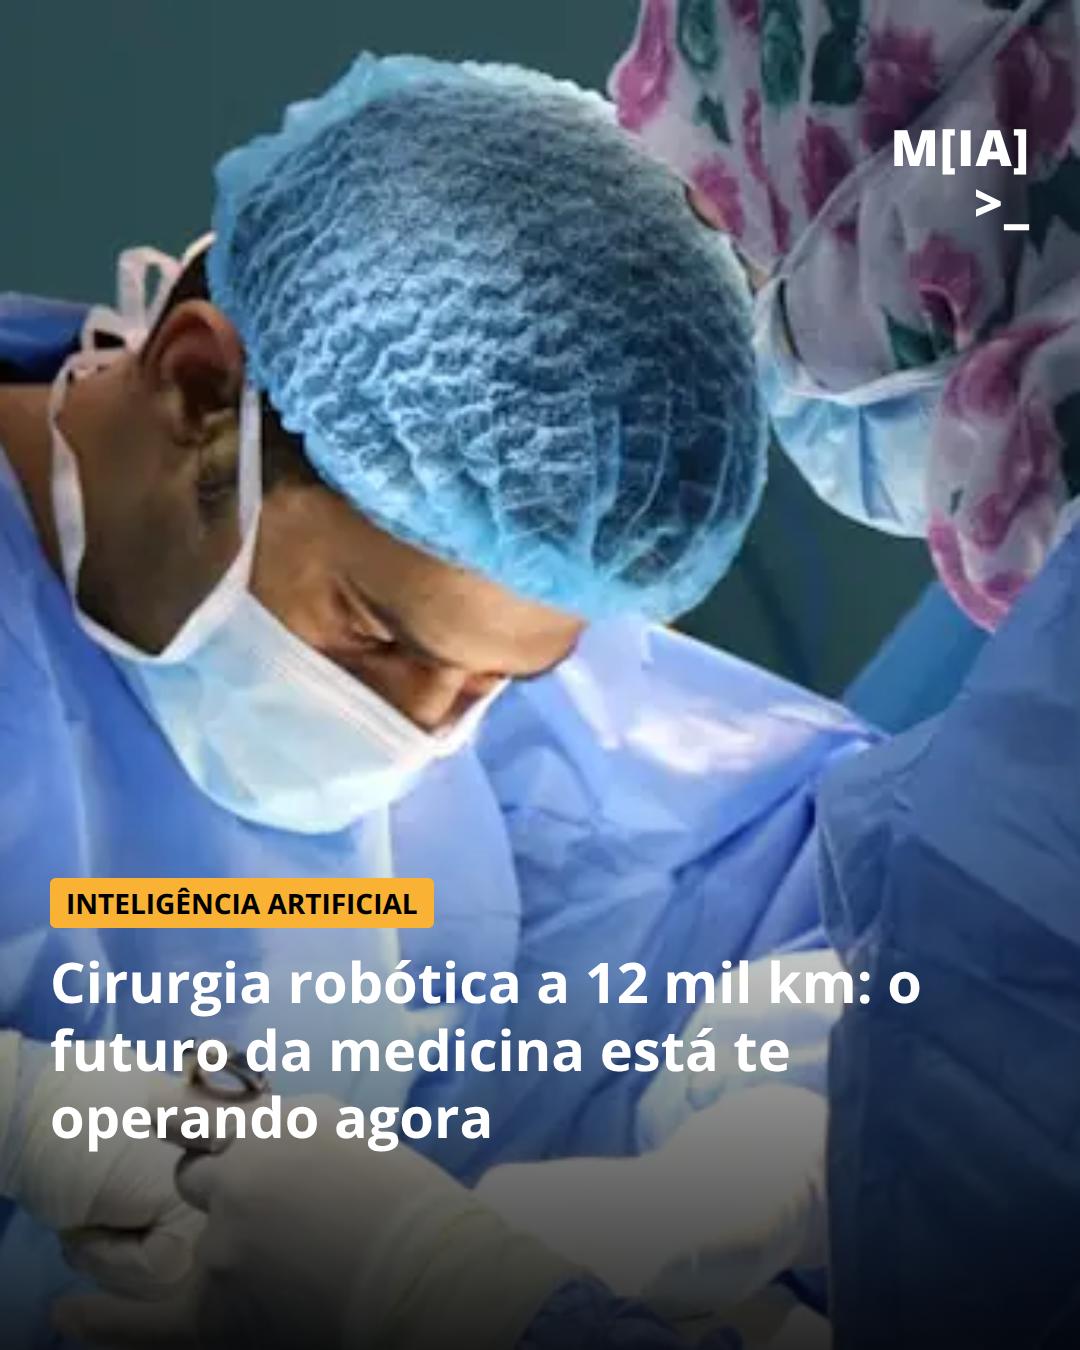 M[IA]
>_
INTELIGÊNCIA ARTIFICIAL
Cirurgia robótica a 12 mil km: o
futuro da medicina está te
operando agora